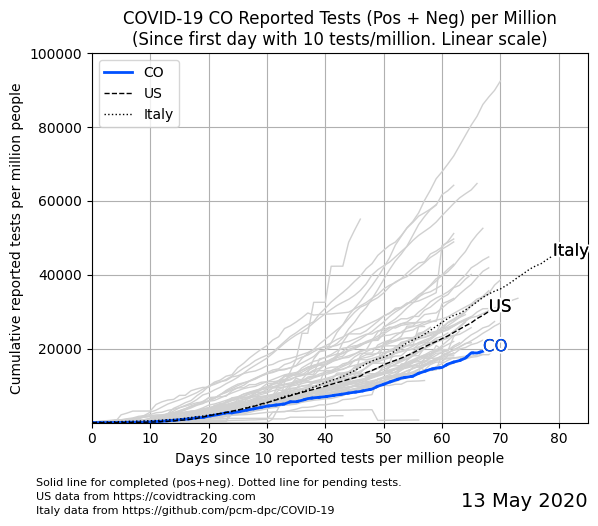 COVID-19 CO Reported Tests (Pos + Neg) per Million
(Since first day with 10 tests/million. Linear scale)
Cumulative reported tests per million people
100000
80000
60000
40000
20000
CO
US
Italy
Italy
US
CO
0 10 20 30 40 50 60 70 80
Days since 10 reported tests per million people
Solid line for completed (pos+neg). Dotted line for pending tests.
US data from https://covidtracking.com
Italy data from https://github.com/pcm-dpc/COVID-19
13 May 2020